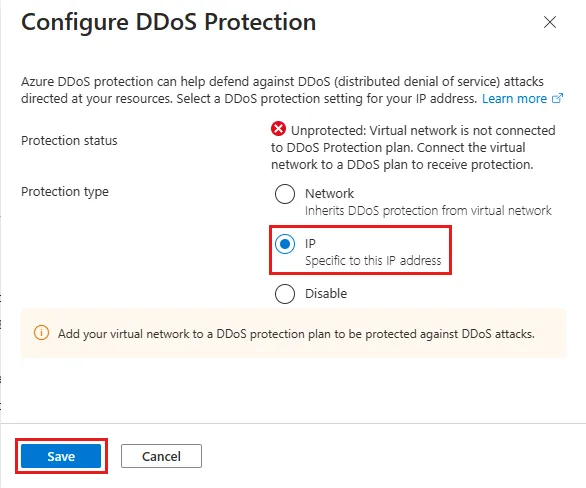 Configure DDoS Protection
Azure DDoS protection can help defend against DDoS (distributed denial of service) attacks
directed at your resources. Select a DDoS protection setting for your IP address. Learn more
Protection status
Unprotected: Virtual network is not connected
to DDoS Protection plan. Connect the virtual
network to a DDoS plan to receive protection.
Protection type
Network
Inherits DDoS protection from virtual network
IP
Specific to this IP address
Disable
Add your virtual network to a DDoS protection plan to be protected against DDoS attacks.
Save
Cancel